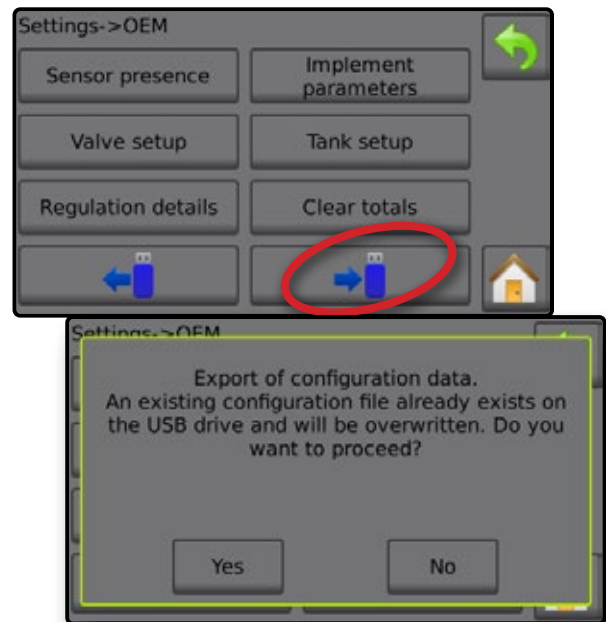 Settings->OEM
Sensor presence
Implement
parameters
Valve setup
Tank setup
Regulation details
Clear totals
Settings->OEM
Export of configuration data.
An existing configuration file already exists on
the USB drive and will be overwritten. Do you
want to proceed?
Yes
No